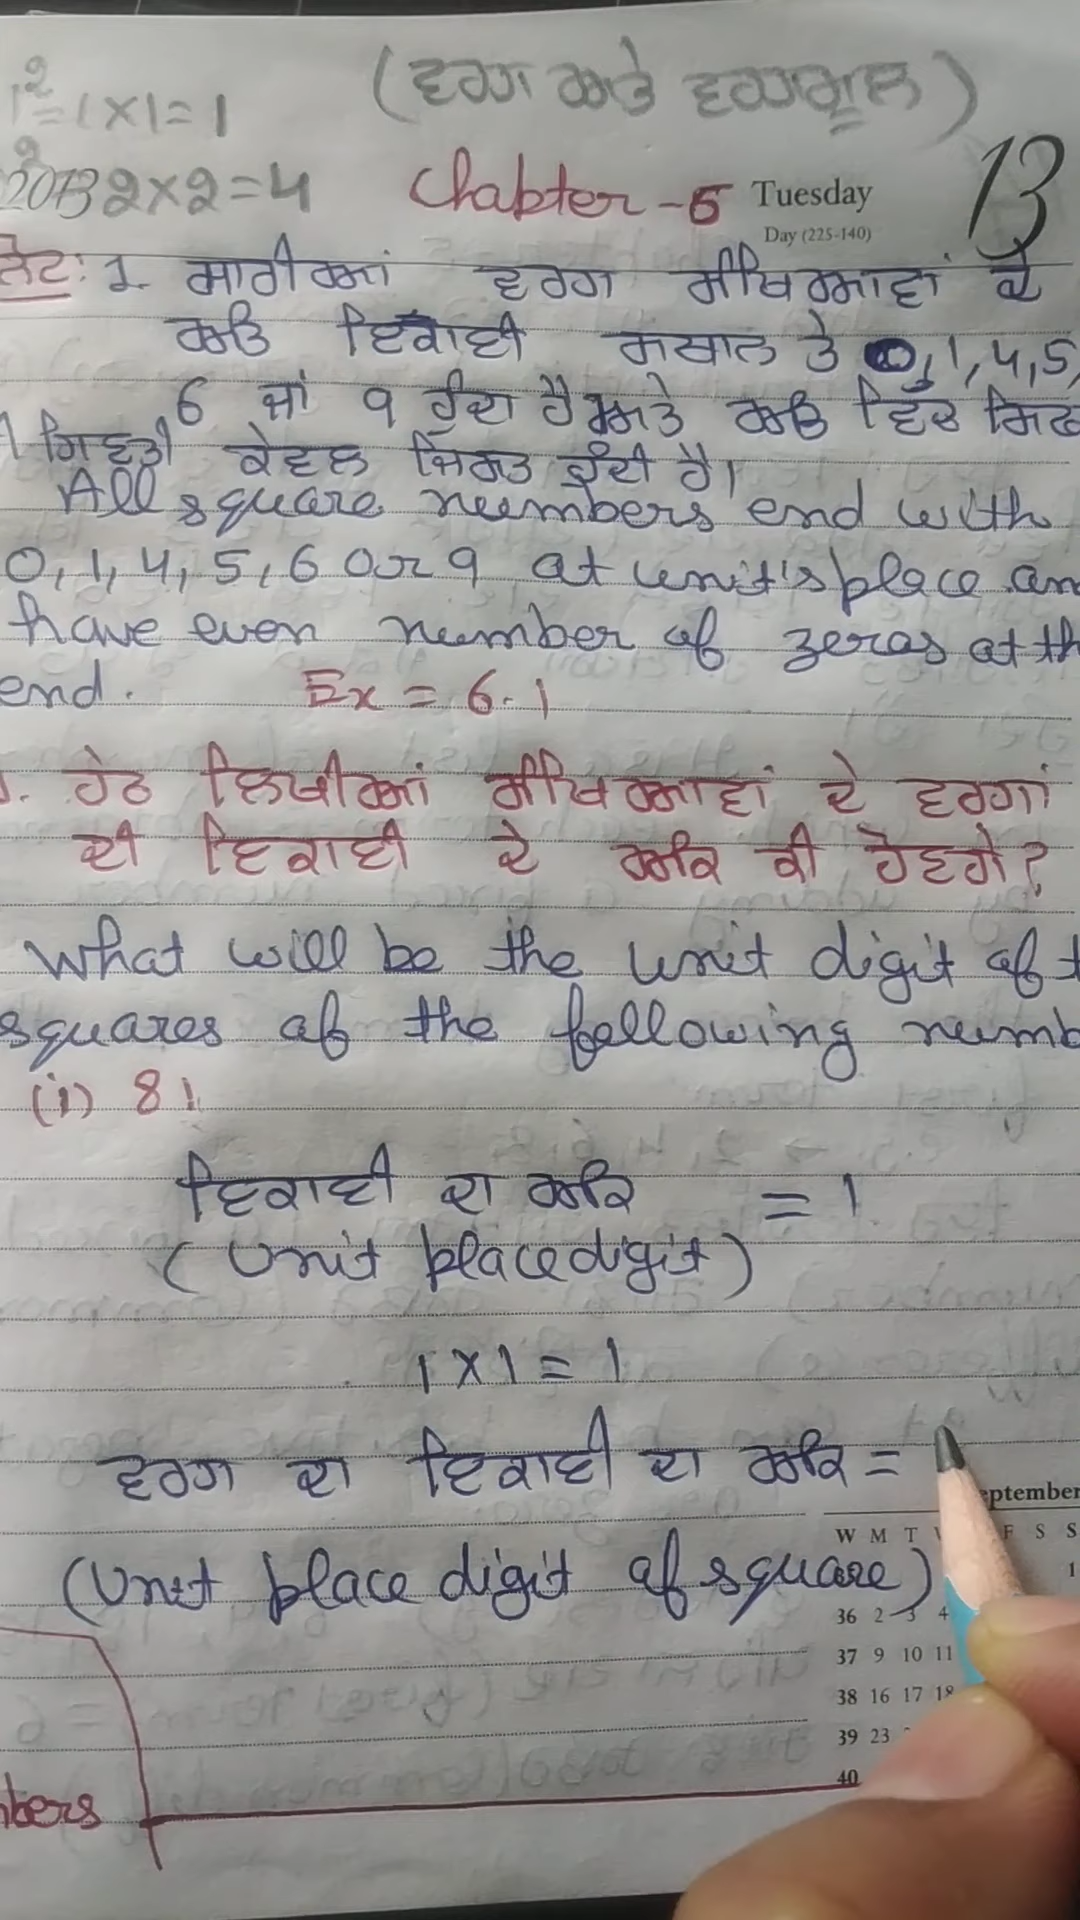 1² = 1×1 = 1
(ਵਰਗ ਅਤੇ ਵਰਗਮੂਲ)
2013 2×2=4
Chapter - 6 Tuesday 13
Day (225-140)
ਨੋਟ: 1. ਸਾਰੀਆਂ ਵਰਗ ਸੰਖਿਆਵਾਂ ਦੇ
ਅੰਤ ਇਕਾਈ ਸਥਾਨ ਤੇ 0,1,4,5,
6 ਜਾਂ 9 ਹੁੰਦਾ ਹੈ ਅਤੇ ਅੰਤ ਵਿੱਚ
ਗਿਣਤੀ ਕੇਵਲ ਜਿਸਤ ਹੁੰਦੀ ਹੈ।
All square numbers end with
0, 1, 4, 5, 6 or 9 at unit's place an
have even number of zeros at th
end. Ex = 6.1
1. ਹੇਠ ਲਿਖੀਆਂ ਸੰਖਿਆਵਾਂ ਦੇ ਵਰਗਾਂ
ਦੀ ਇਕਾਈ ਦੇ ਅੰਕ ਕੀ ਹੋਣਗੇ?
What will be the unit digit of t
squares of the following numb
(i) 81
ਇਕਾਈ ਦਾ ਅੰਕ = 1
(Unit place digit)
1×1=1
ਵਰਗ ਦਾ ਇਕਾਈ ਦਾ ਅੰਕ =
eptember
W M T F S S
(Unit place digit of square)
1
36 2 3 4
37 9 10 11
38 16 17 18
39 23
40
bers